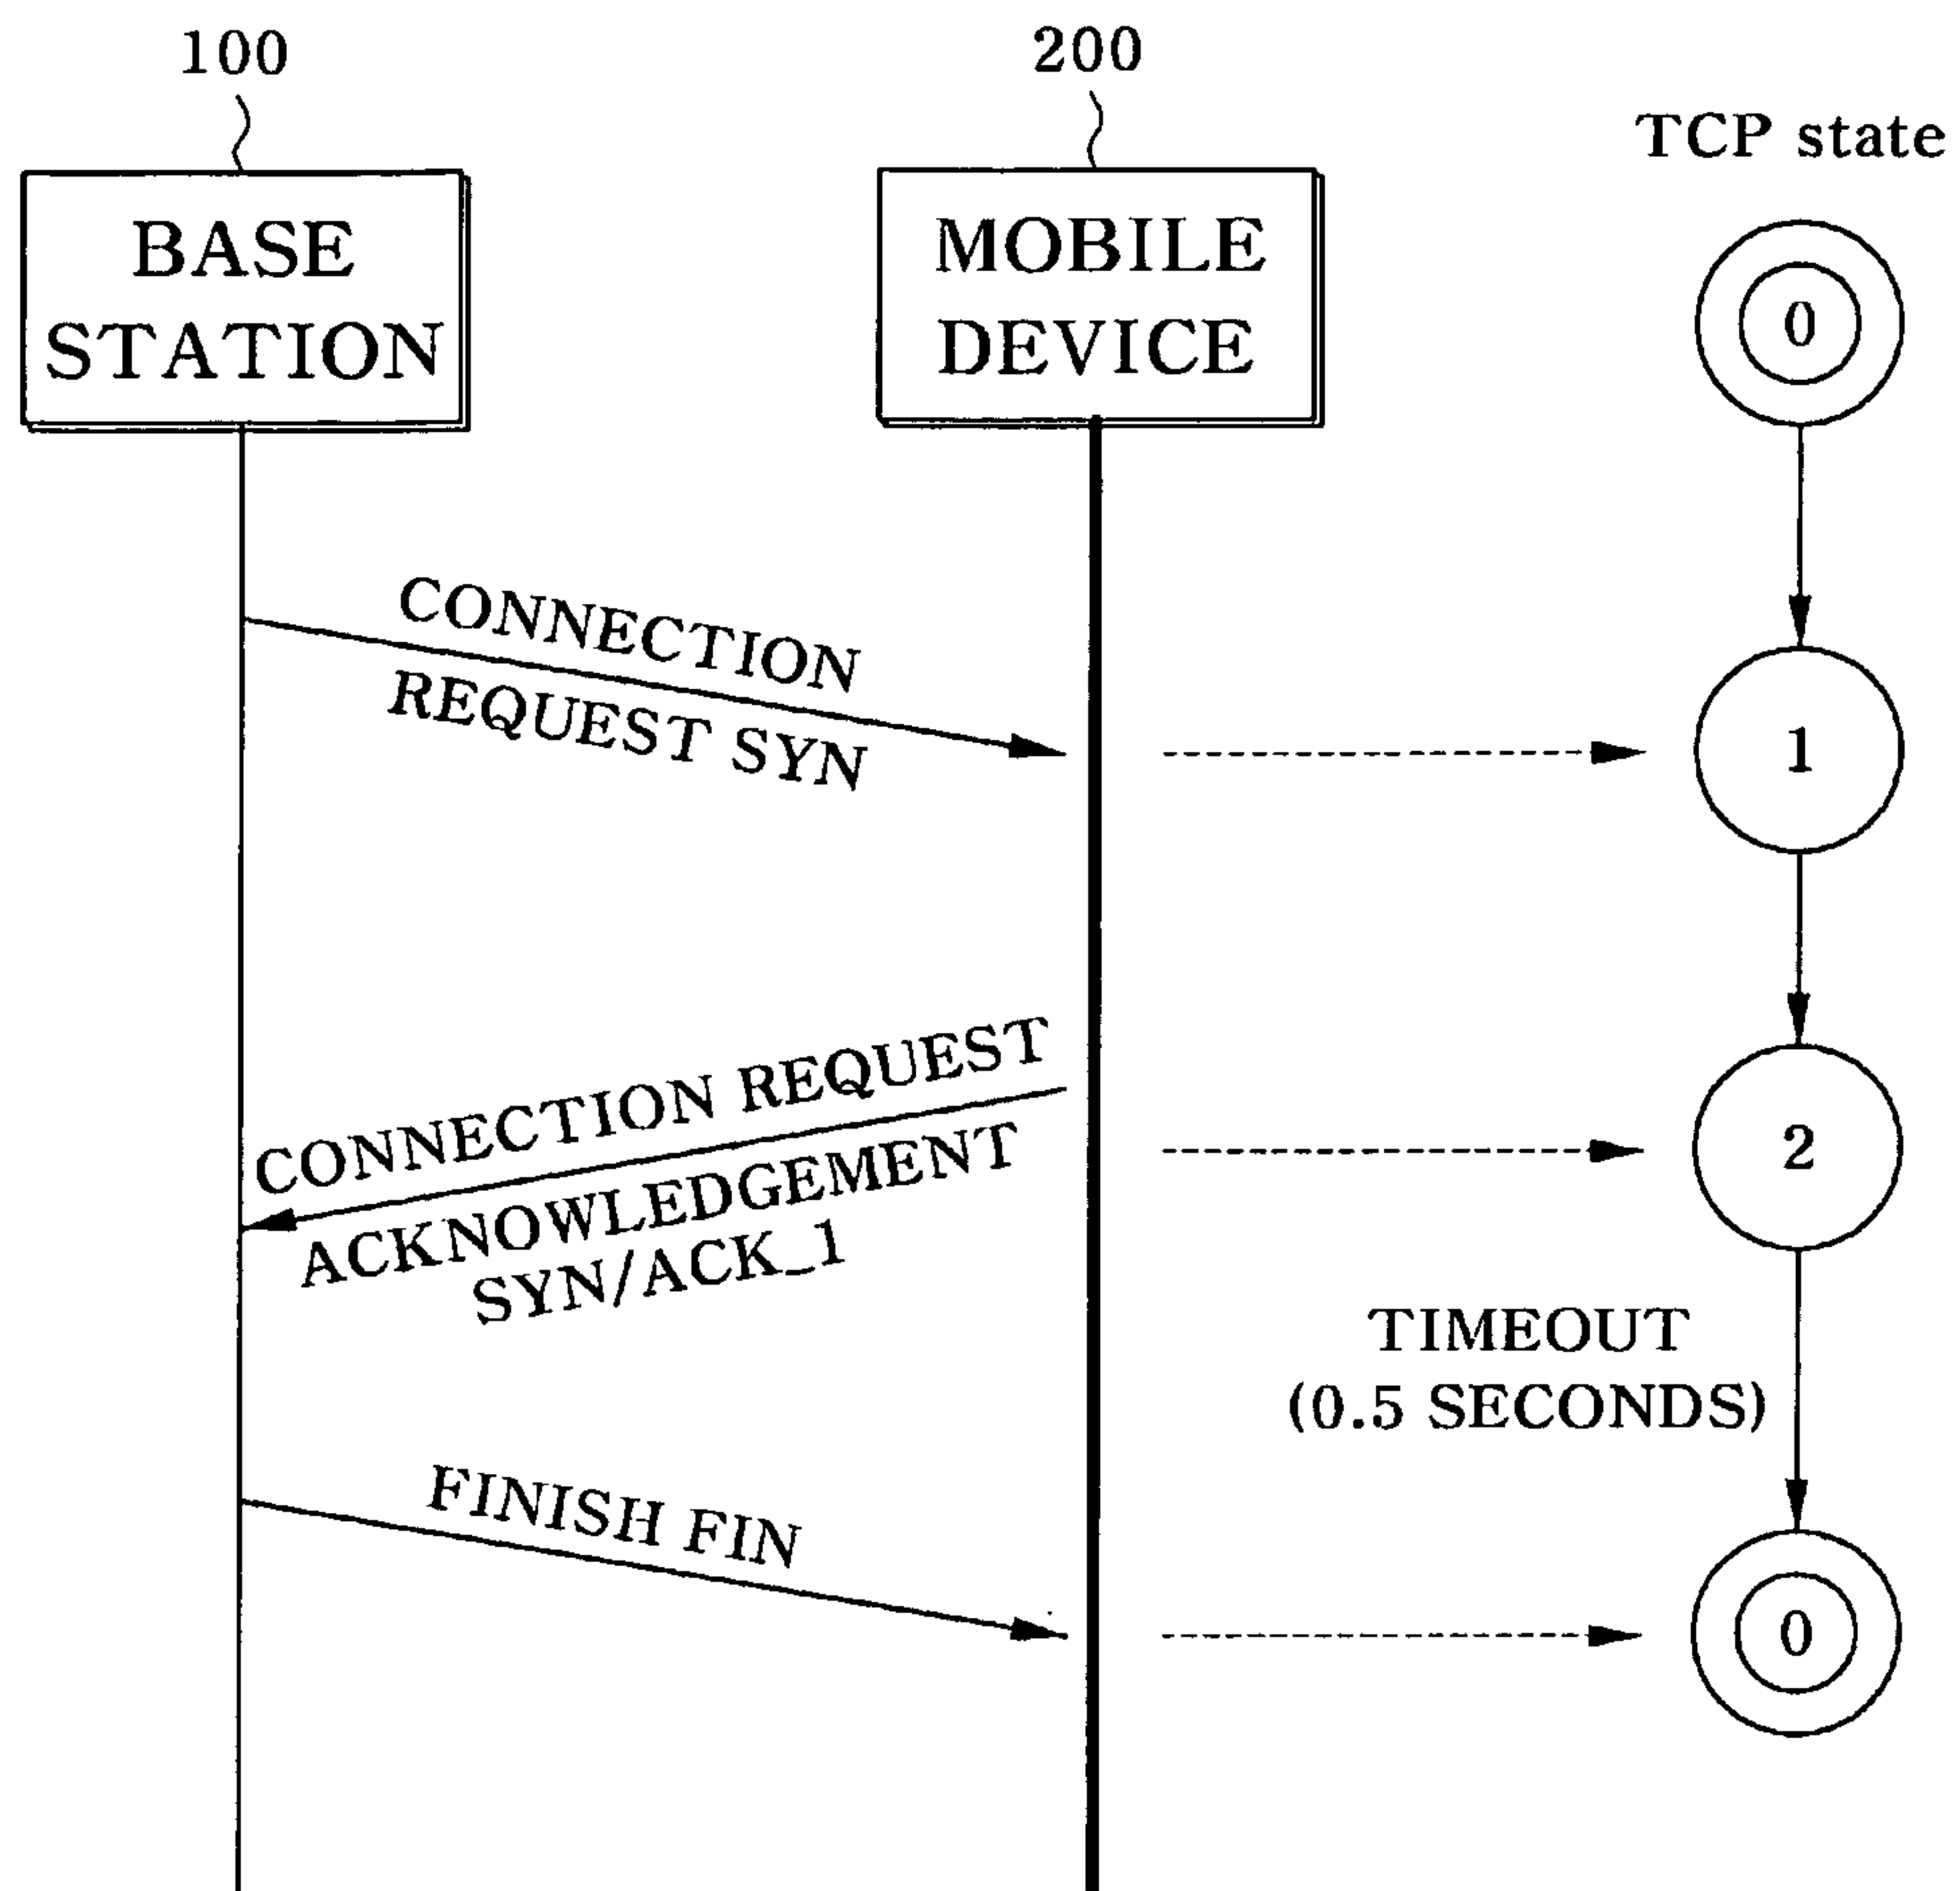 100
200
TCP state
BASE
STATION
MOBILE
DEVICE
0
CONNECTION
REQUEST SYN
1
CONNECTION REQUEST
ACKNOWLEDGEMENT
SYN/ACK_1
2
TIMEOUT
(0.5 SECONDS)
FINISH FIN
0